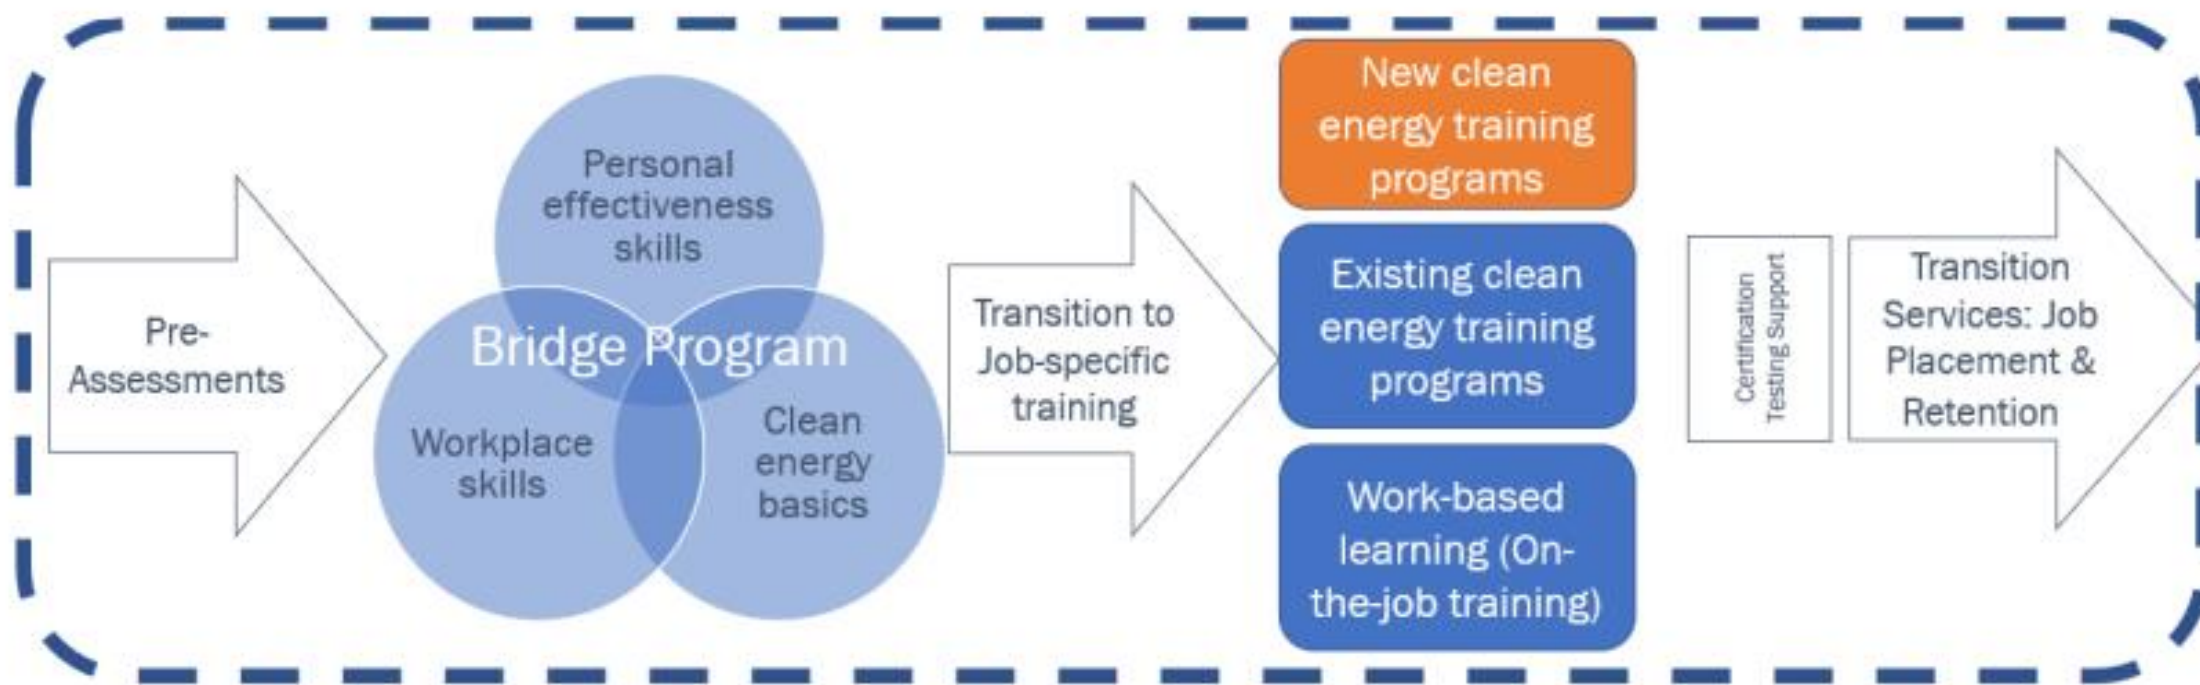 Pre-
Assessments
Personal
effectiveness
skills
Bridge Program
Workplace
skills
Clean
energy
basics
Transition to
Job-specific
training
New clean
energy training
programs
Existing clean
energy training
programs
Work-based
learning (On-
the-job training)
Certification
Testing Support
Transition
Services: Job
Placement &
Retention